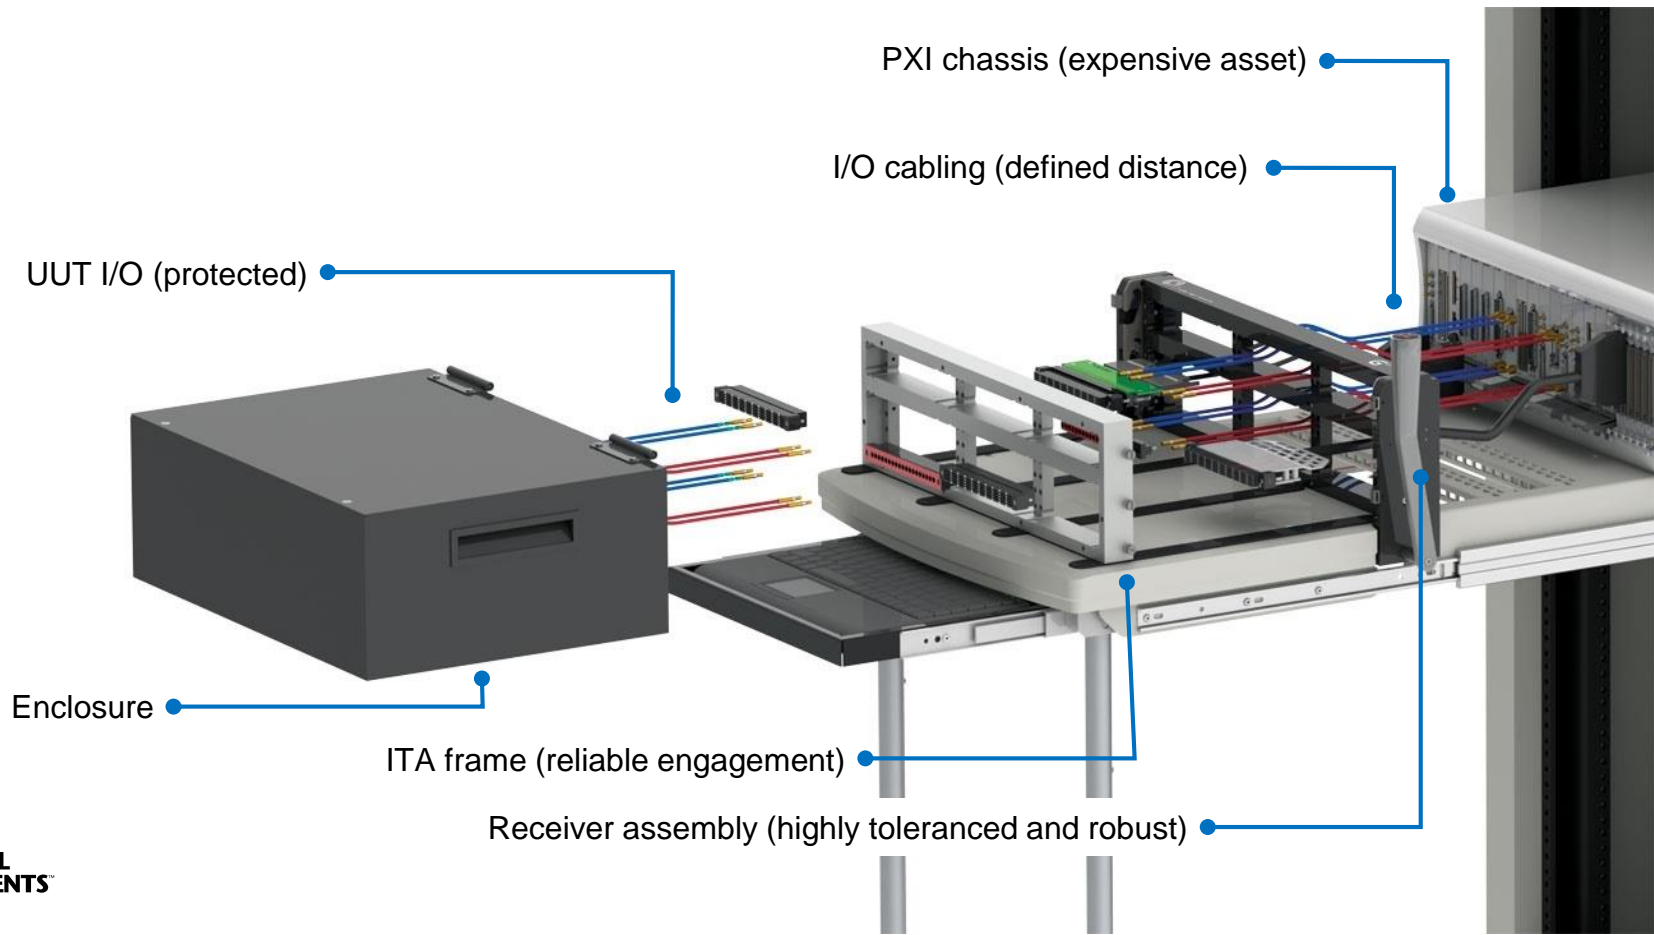 PXI chassis (expensive asset)
I/O cabling (defined distance)
UUT I/O (protected)
Enclosure
ITA frame (reliable engagement)
Receiver assembly (highly toleranced and robust)
L
ENTS™